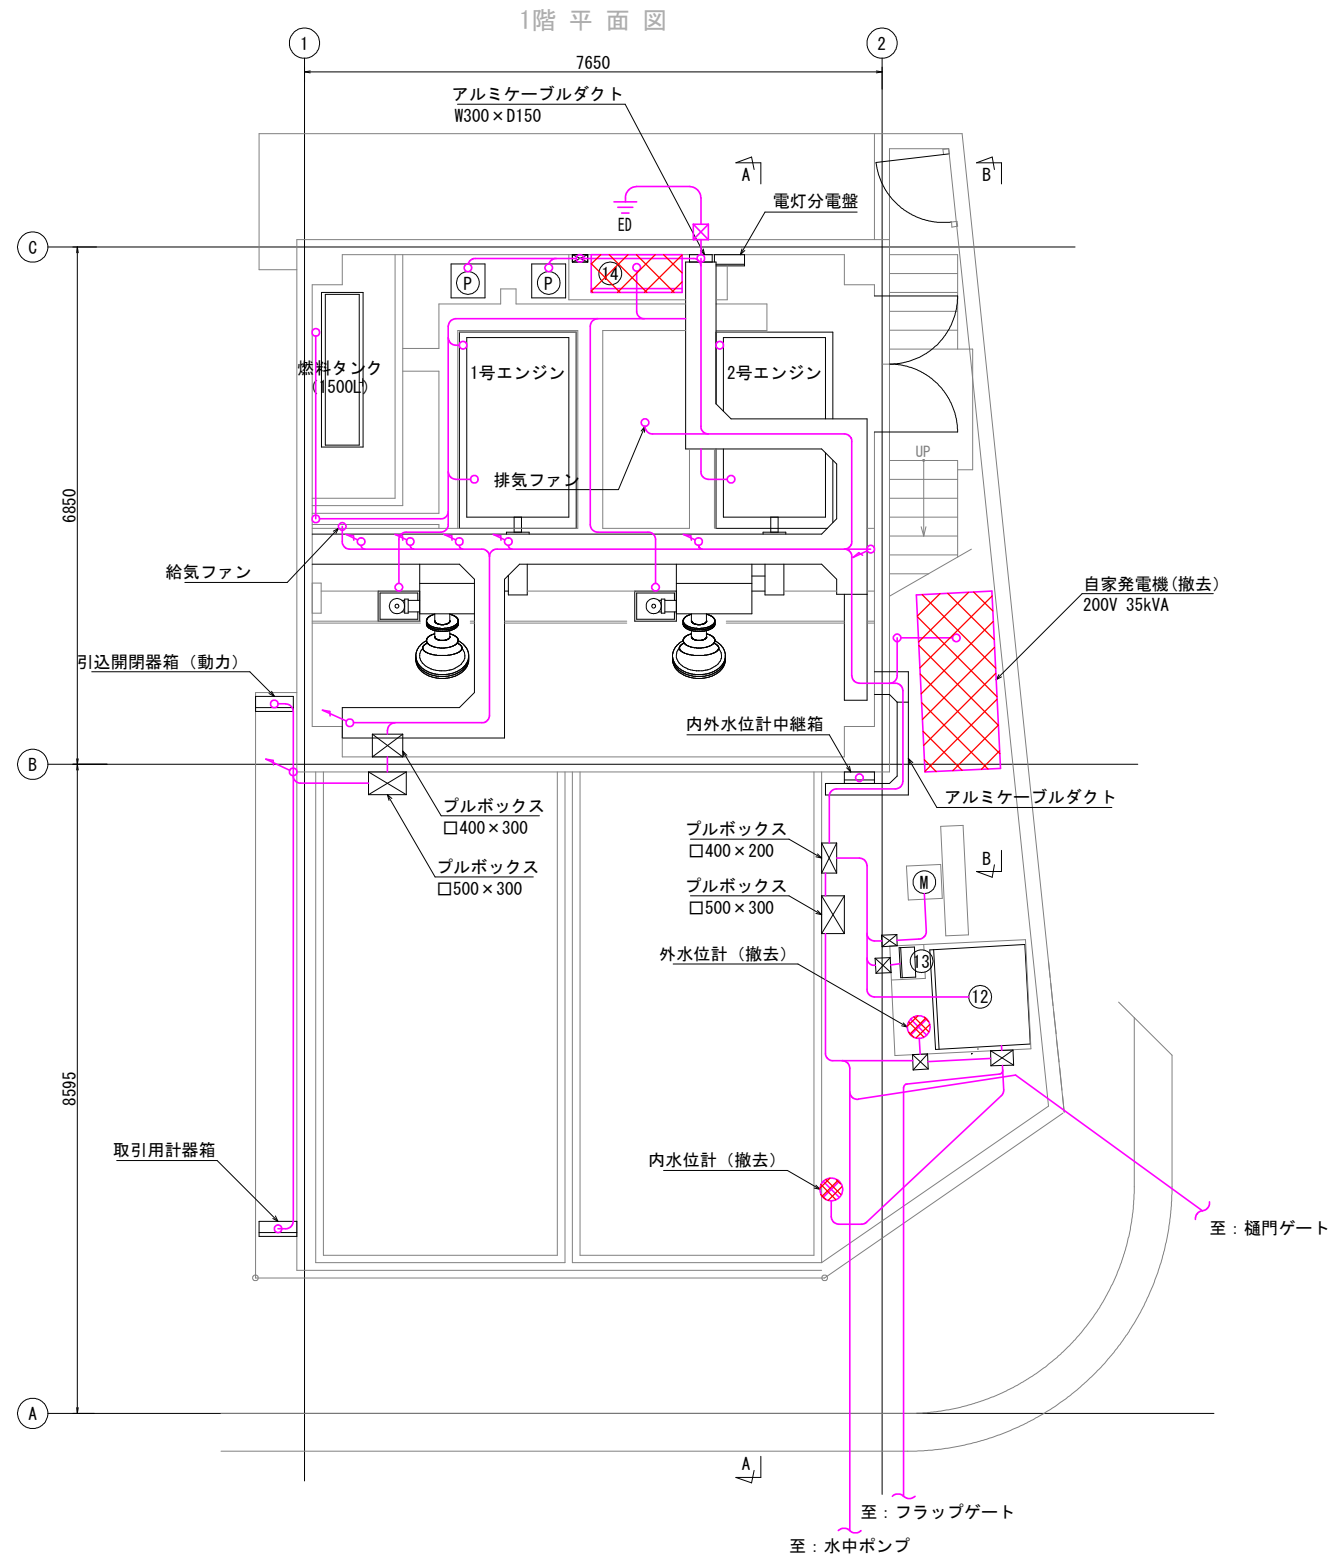 1階 平 面 図
1
2
7650
アルミケーブルダクト
W300×D150
A
B
電灯分電盤
ED
C
P
P
14
燃料タンク
(1500L)
1号エンジン
2号エンジン
排気ファン
UP
6850
給気ファン
自家発電機(撤去)
200V 35kVA
引込開閉器箱(動力)
内外水位計中継箱
B
アルミケーブルダクト
プルボックス
□400×300
プルボックス
□400×200
プルボックス
□500×300
プルボックス
□500×300
B
M
外水位計(撤去)
13
12
8595
取引用計器箱
内水位計(撤去)
至:樋門ゲート
A
A
至:フラップゲート
至:水中ポンプ